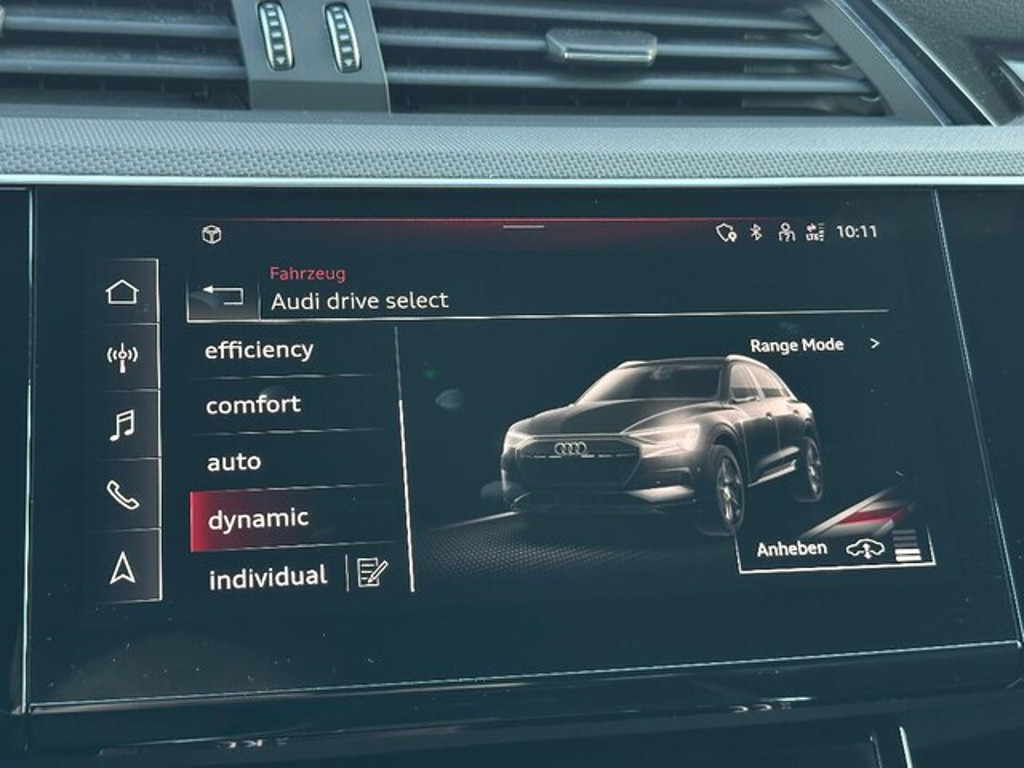 10:11
Fahrzeug
Audi drive select
efficiency
Range Mode >
comfort
auto
dynamic
Anheben
individual